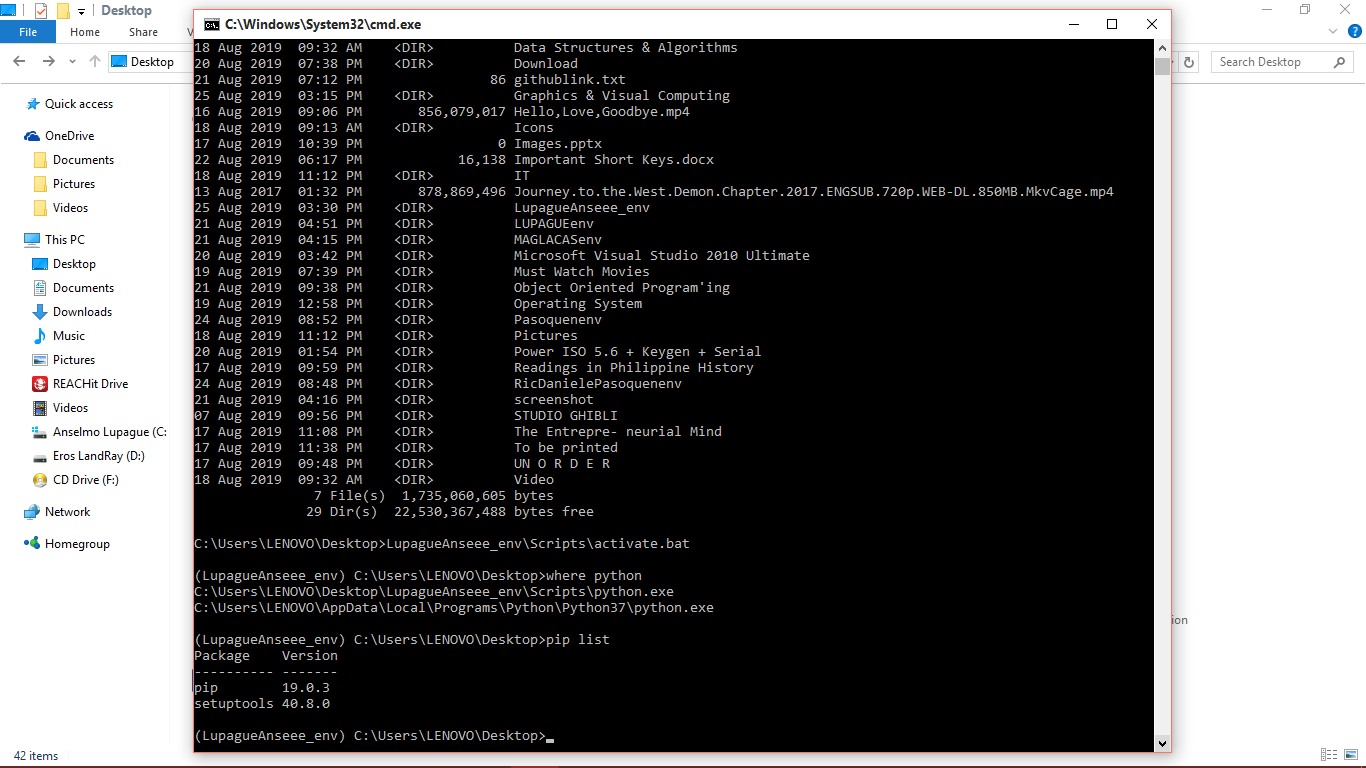 Desktop
File
Home
Share
V
Desktop
Search Desktop
Quick access
OneDrive
Documents
Pictures
Videos
This PC
Desktop
Documents
Downloads
Music
Pictures
REACHit Drive
Videos
Anselmo Lupague (C:
Eros LandRay (D:)
CD Drive (F:)
Network
Homegroup
42 items
ion
C:\Windows\System32\cmd.exe
18 Aug 2019  09:32 AM    <DIR>          Data Structures & Algorithms
20 Aug 2019  07:38 PM    <DIR>          Download
21 Aug 2019  07:12 PM                86 githublink.txt
25 Aug 2019  03:15 PM    <DIR>          Graphics & Visual Computing
16 Aug 2019  09:06 PM       856,079,017 Hello,Love,Goodbye.mp4
18 Aug 2019  09:13 AM    <DIR>          Icons
17 Aug 2019  10:39 PM                 0 Images.pptx
22 Aug 2019  06:17 PM            16,138 Important Short Keys.docx
18 Aug 2019  11:12 PM    <DIR>          IT
13 Aug 2017  01:32 PM       878,869,496 Journey.to.the.West.Demon.Chapter.2017.ENGSUB.720p.WEB-DL.850MB.MkvCage.mp4
25 Aug 2019  03:30 PM    <DIR>          LupagueAnseee_env
21 Aug 2019  04:51 PM    <DIR>          LUPAGUEenv
21 Aug 2019  04:15 PM    <DIR>          MAGLACASenv
20 Aug 2019  03:42 PM    <DIR>          Microsoft Visual Studio 2010 Ultimate
19 Aug 2019  07:39 PM    <DIR>          Must Watch Movies
21 Aug 2019  09:38 PM    <DIR>          Object Oriented Program'ing
19 Aug 2019  12:58 PM    <DIR>          Operating System
24 Aug 2019  08:52 PM    <DIR>          Pasoquenenv
18 Aug 2019  11:12 PM    <DIR>          Pictures
20 Aug 2019  01:54 PM    <DIR>          Power ISO 5.6 + Keygen + Serial
17 Aug 2019  09:59 PM    <DIR>          Readings in Philippine History
24 Aug 2019  08:48 PM    <DIR>          RicDanielePasoquenenv
21 Aug 2019  04:16 PM    <DIR>          screenshot
07 Aug 2019  09:56 PM    <DIR>          STUDIO GHIBLI
17 Aug 2019  11:08 PM    <DIR>          The Entrepre- neurial Mind
17 Aug 2019  11:38 PM    <DIR>          To be printed
17 Aug 2019  09:48 PM    <DIR>          UN O R D E R
18 Aug 2019  09:32 AM    <DIR>          Video
7 File(s)  1,735,060,605 bytes
29 Dir(s)  22,530,367,488 bytes free
C:\Users\LENOVO\Desktop>LupagueAnseee_env\Scripts\activate.bat
(LupagueAnseee_env) C:\Users\LENOVO\Desktop>where python
C:\Users\LENOVO\Desktop\LupagueAnseee_env\Scripts\python.exe
C:\Users\LENOVO\AppData\Local\Programs\Python\Python37\python.exe
(LupagueAnseee_env) C:\Users\LENOVO\Desktop>pip list
Package    Version
---------- -------
pip        19.0.3
setuptools 40.8.0
(LupagueAnseee_env) C:\Users\LENOVO\Desktop>